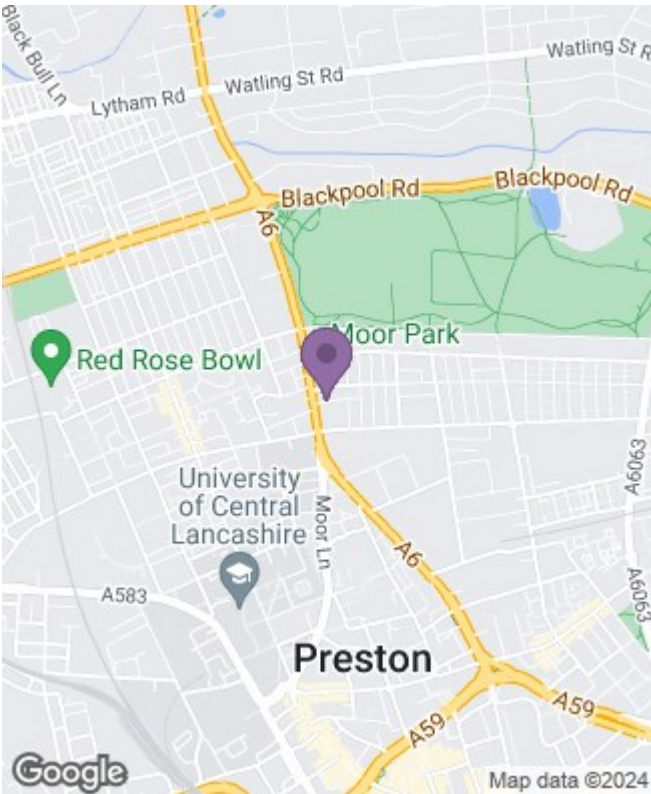 Black Bull Ln
Lytham Rd
Watling St Rd
Watling St R
Blackpool Rd
Blackpool Rd
A6
Moor Park
Red Rose Bowl
University
of Central
Lancashire
Moor Ln
A6063
A6
A583
A6063
Preston
A59
A59
Google
Map data ©2024